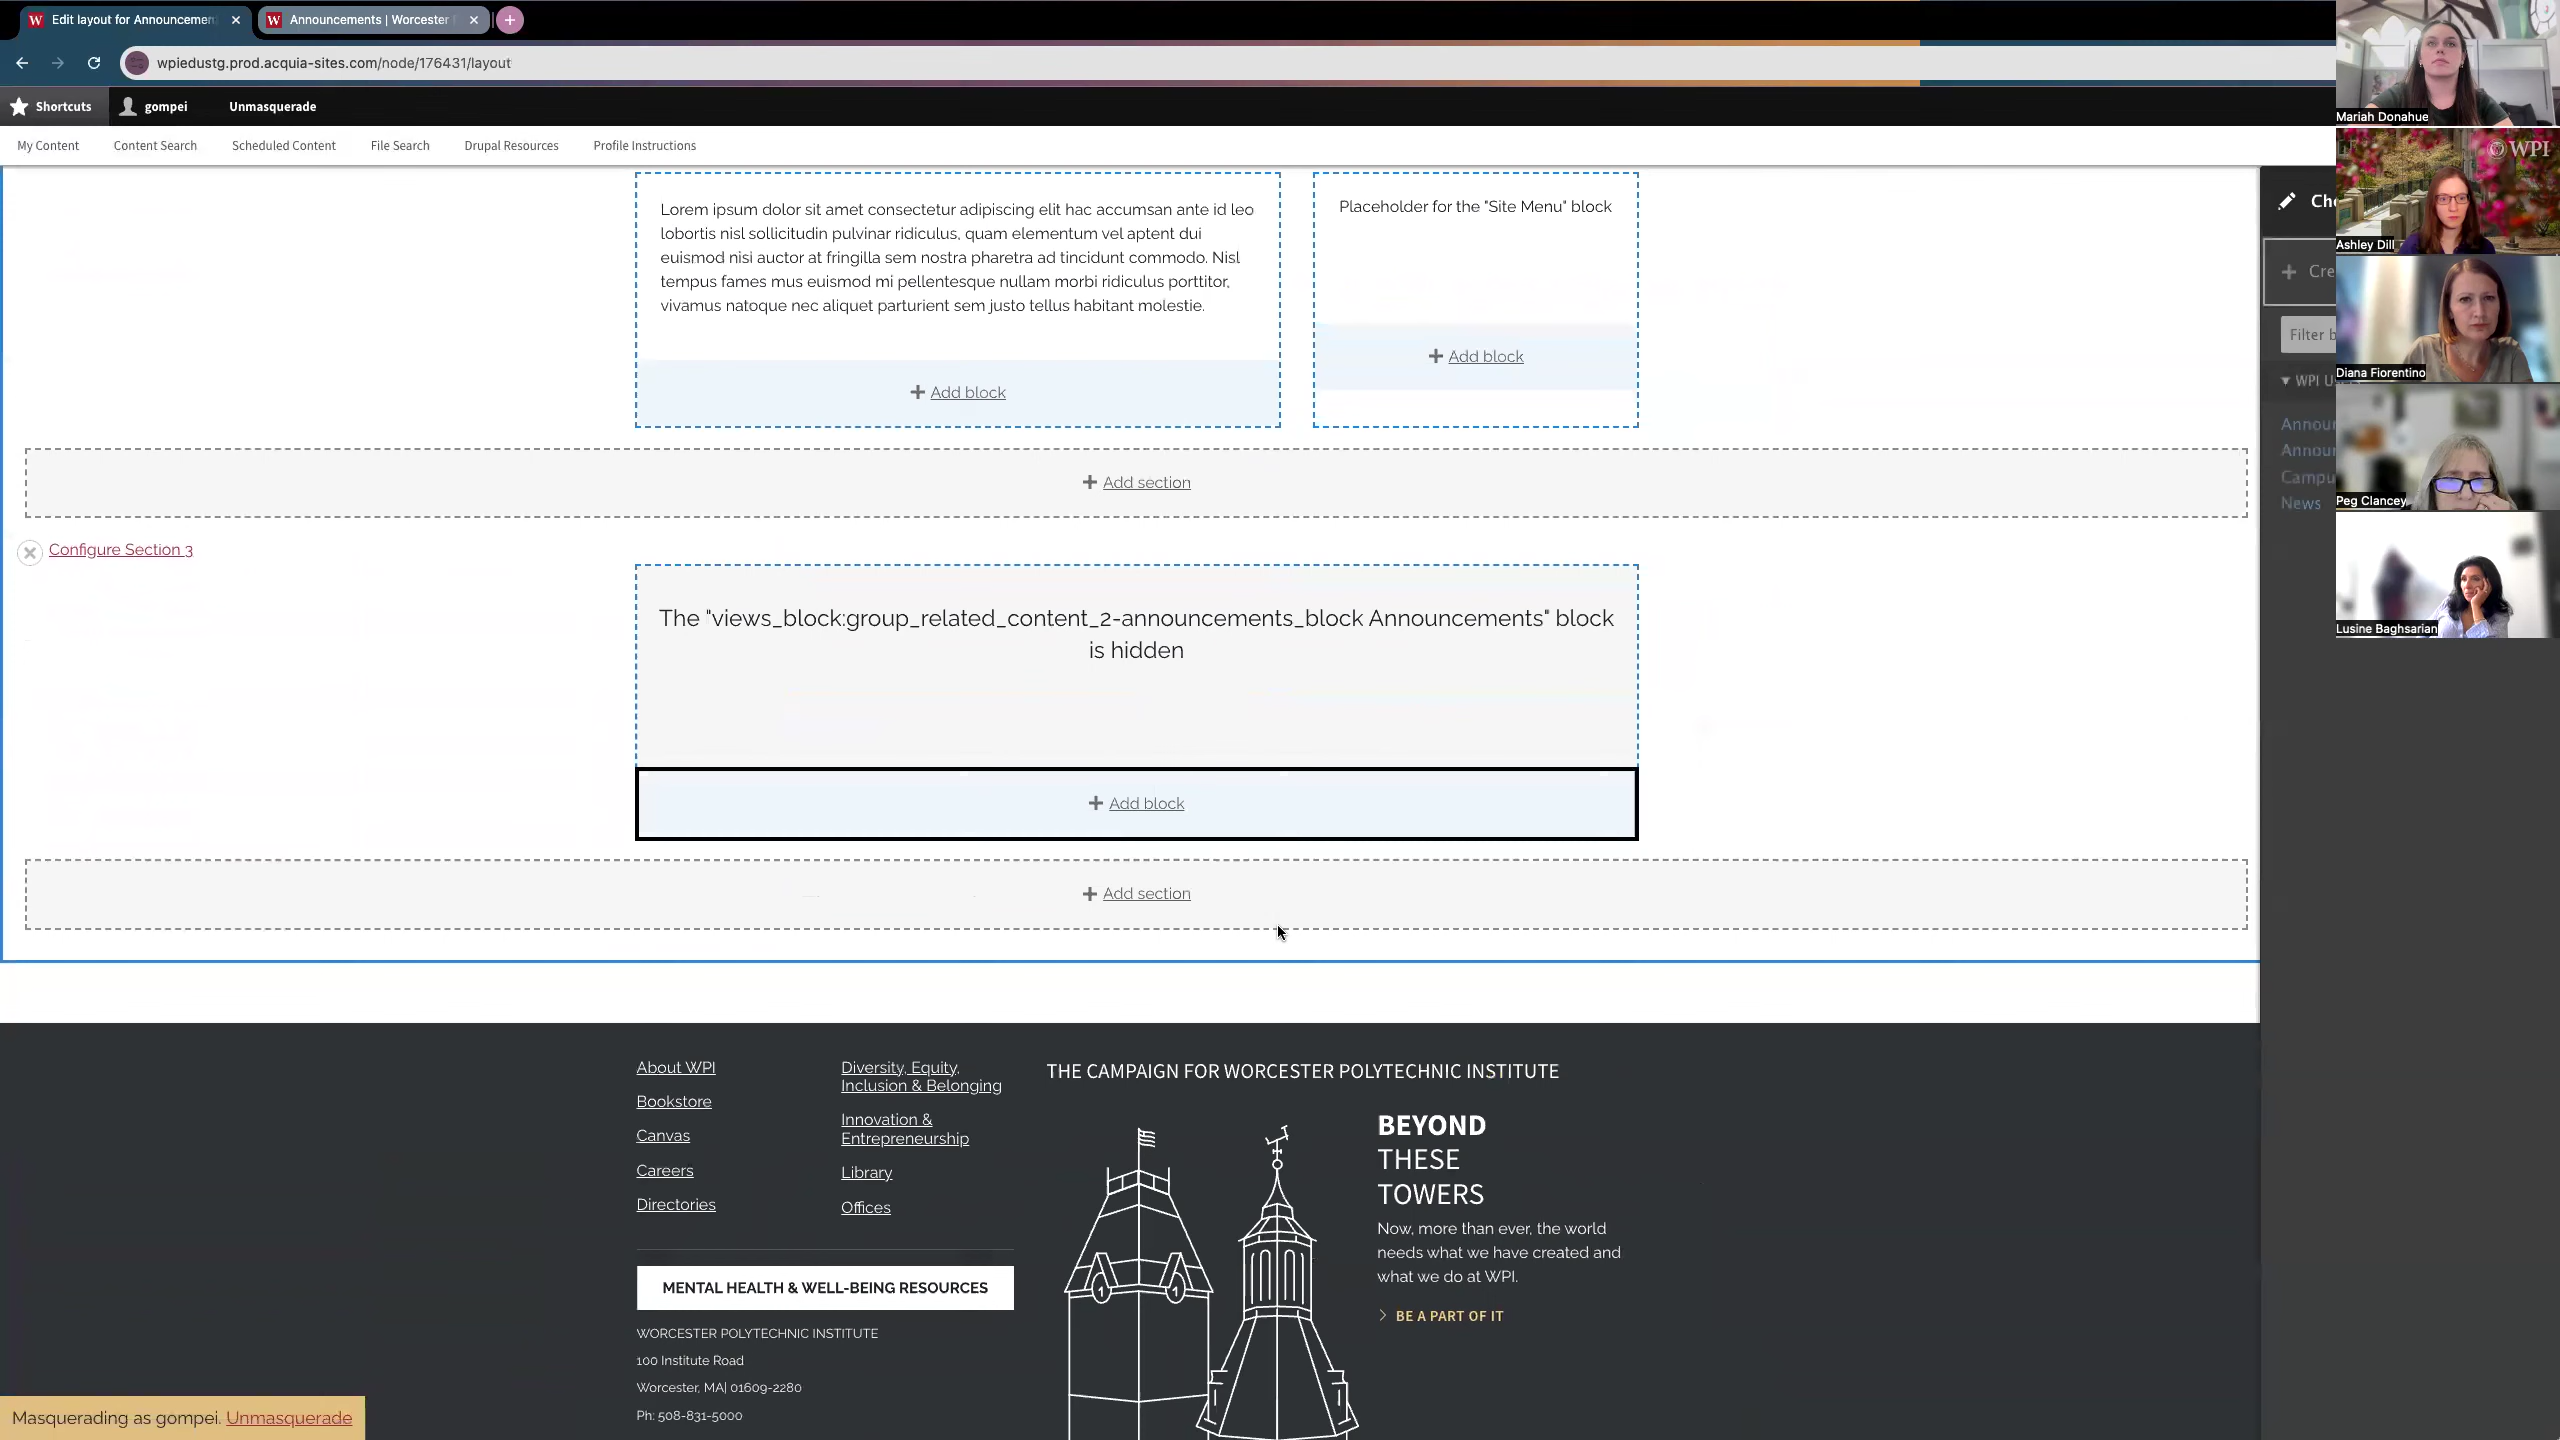 Edit layout for Announcemen
Announcements | Worcester
wpiedustg.prod.acquia-sites.com/node/176431/layout
Shortcuts
gompei
Unmasquerade
My Content
Content Search
Scheduled Content
File Search
Drupal Resources
Profile Instructions
Lorem ipsum dolor sit amet consectetur adipiscing elit hac accumsan ante id leo
lobortis nisl sollicitudin pulvinar ridiculus, quam elementum vel aptent dui
euismod nisi auctor at fringilla sem nostra pharetra ad tincidunt commodo. Nisl
tempus fames mus euismod mi pellentesque nullam morbi ridiculus porttitor,
vivamus natoque nec aliquet parturient sem justo tellus habitant molestie.
Add block
Placeholder for the "Site Menu" block
Add block
Add section
Configure Section 3
The "views_block:group_related_content_2-announcements_block Announcements" block
is hidden
Add block
Add section
About WPI
Bookstore
Canvas
Careers
Directories
Diversity, Equity,
Inclusion & Belonging
Innovation &
Entrepreneurship
Library
Offices
MENTAL HEALTH & WELL-BEING RESOURCES
WORCESTER POLYTECHNIC INSTITUTE
100 Institute Road
Worcester, MA| 01609-2280
Ph: 508-831-5000
THE CAMPAIGN FOR WORCESTER POLYTECHNIC INSTITUTE
BEYOND
THESE
TOWERS
Now, more than ever, the world
needs what we have created and
what we do at WPI.
BE A PART OF IT
Masquerading as gompei. Unmasquerade
Cho
Cre
Filter b
WPI U
Annou
Annou
Campu
News
Mariah Donahue
WPI
Ashley Dill
Diana Fiorentino
Peg Clancey
Lusine Baghsarian